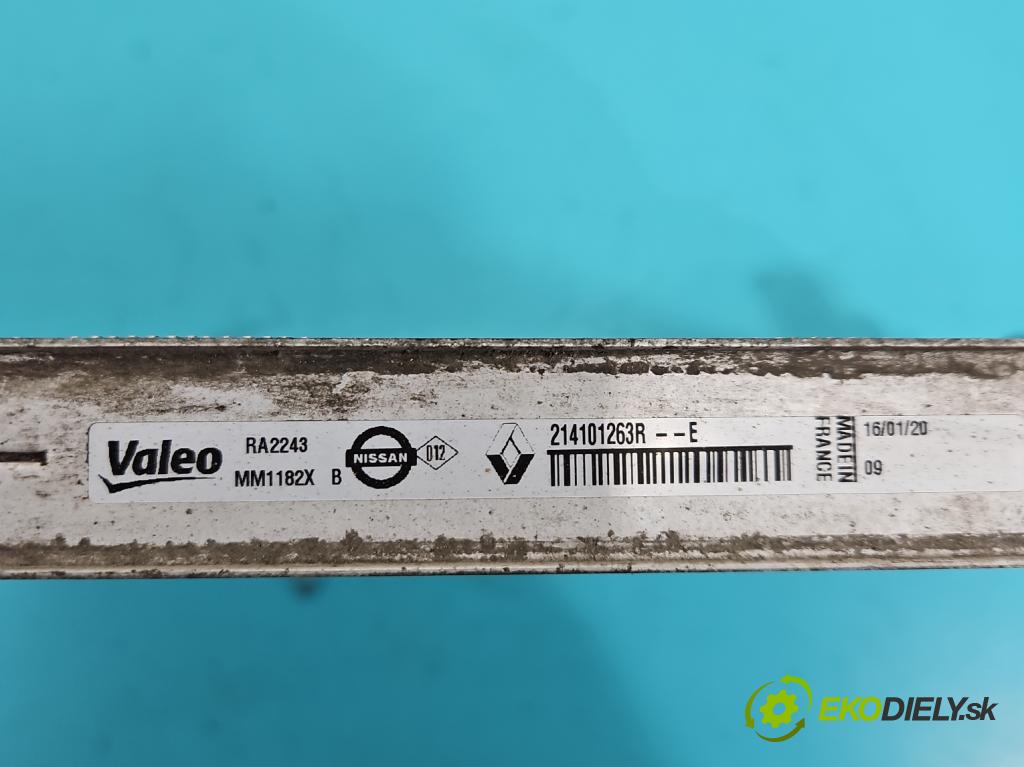 Valeo
RA2243
MM1182X B
NISSAN
D12
214101263R -- E
MADE IN
FRANCE
16/01/20
09
EKODIELY.sk